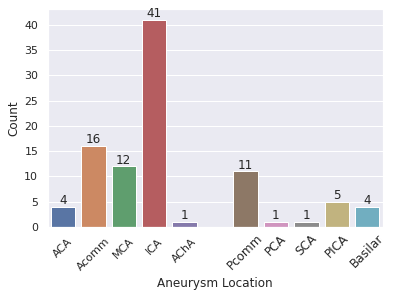 40
35
30
25
20
15
10
5
0
Count
4
16
12
41
1
11
1
1
5
4
ACA
Acomm
MCA
ICA
AChA
Pcomm
PCA
SCA
PICA
Basilar
Aneurysm Location